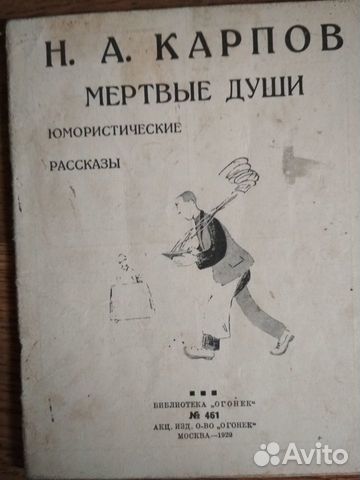 Н. А. КАРПОВ
МЕРТВЫЕ ДУШИ
ЮМОРИСТИЧЕСКИЕ
РАССКАЗЫ
БИБЛИОТЕКА „ОГОНЕК"
№ 461
АКЦ. ИЗД. О-ВО „ОГОНЕК"
МОСКВА—1929
Avito